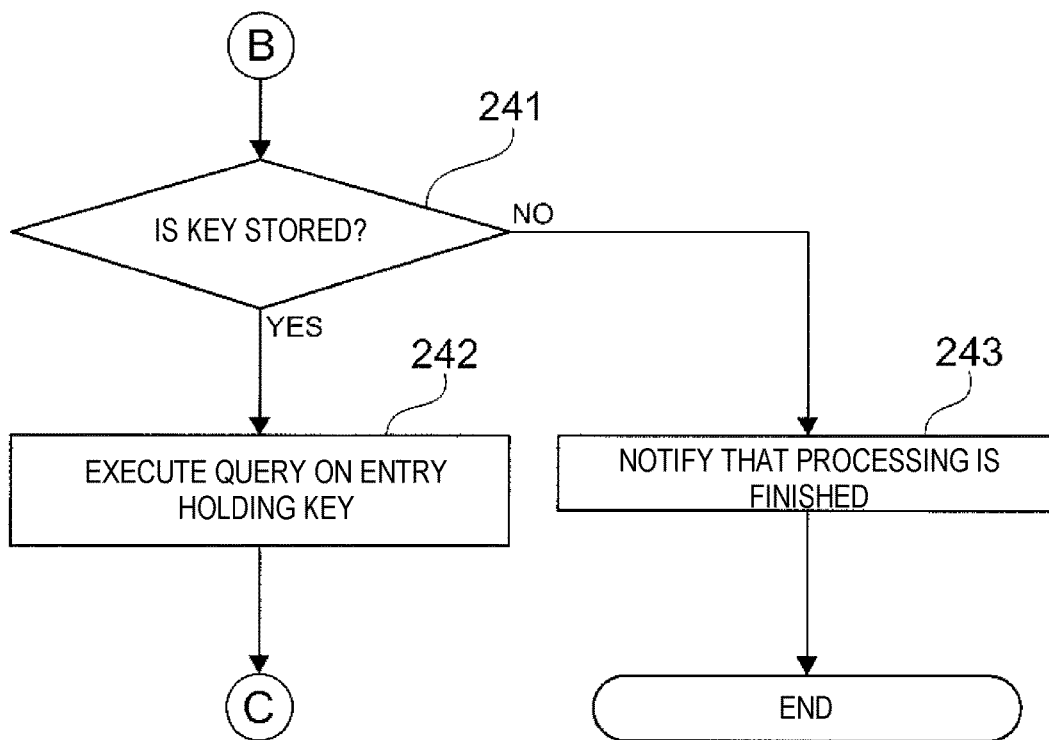 B
241
IS KEY STORED?
NO
YES
242
243
EXECUTE QUERY ON ENTRY
HOLDING KEY
NOTIFY THAT PROCESSING IS
FINISHED
C
END